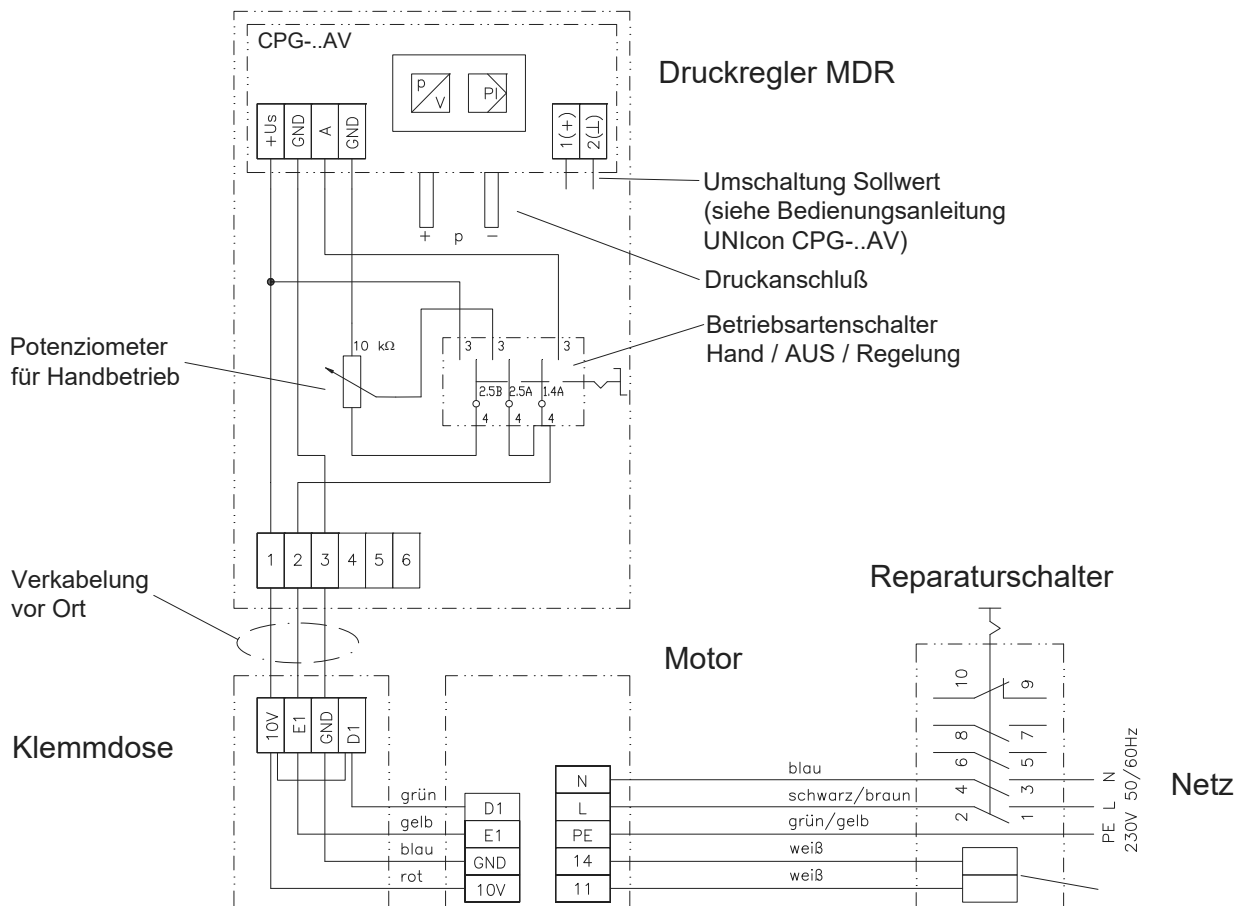 CPG-..AV
Druckregler MDR
p
V
PI
+Us
GND
A
GND
1(+)
2(⊥)
Umschaltung Sollwert
(siehe Bedienungsanleitung
UNIcon CPG-..AV)
+ p −
Druckanschluß
Betriebsartenschalter
Hand / AUS / Regelung
Potenziometer
für Handbetrieb
10 kΩ
3 3 3
2.5B 2.5A 1.4A
4 4 4
1 2 3 4 5 6
Verkabelung
vor Ort
Reparaturschalter
Motor
Klemmdose
10V
E1
GND
D1
grün
gelb
blau
rot
D1
E1
GND
10V
N
L
PE
14
11
blau
schwarz/braun
grün/gelb
weiß
weiß
10 9
8 7
6 5
4 3
2 1
PE L N
230V 50/60Hz
Netz